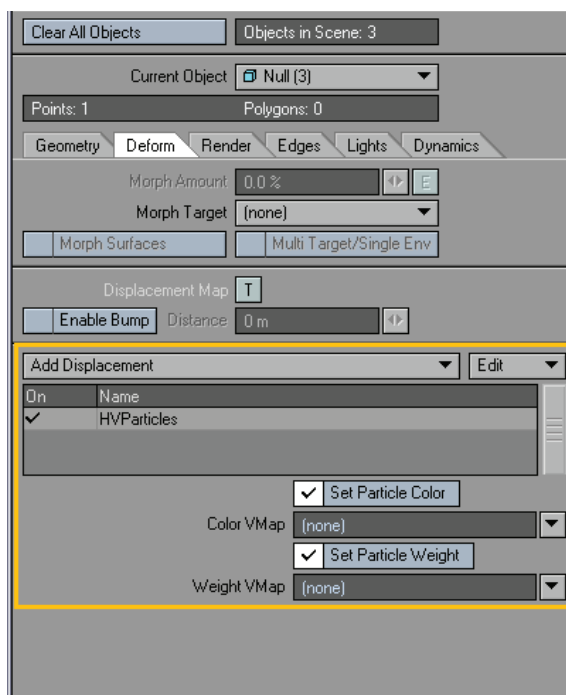 Clear All Objects Objects in Scene: 3
Current Object Null (3)
Points: 1 Polygons: 0
Geometry Deform Render Edges Lights Dynamics
Morph Amount 0.0 % E
Morph Target (none)
Morph Surfaces Multi Target/Single Env
Displacement Map T
Enable Bump Distance 0 m
Add Displacement Edit
On Name
HVParticles
Set Particle Color
Color VMap (none)
Set Particle Weight
Weight VMap (none)